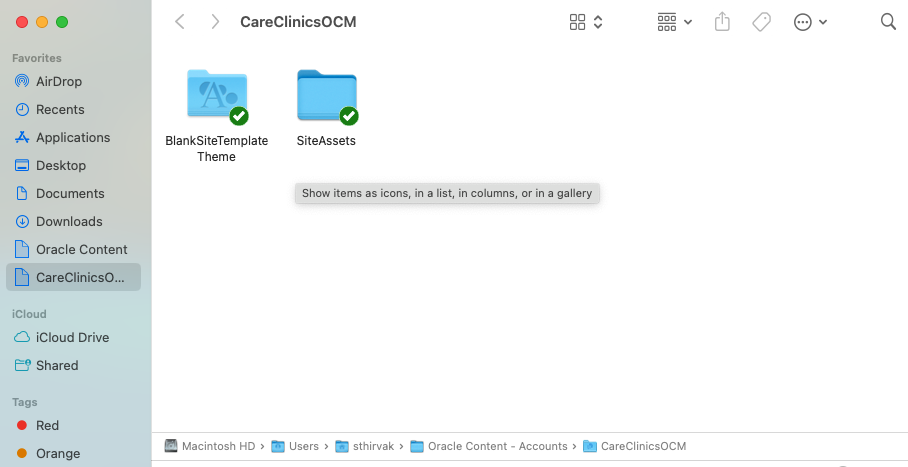 CareClinicsOCM
Favorites
AirDrop
Recents
Applications
Desktop
Documents
Downloads
Oracle Content
CareClinicsO...
iCloud
iCloud Drive
Shared
Tags
Red
Orange
BlankSiteTemplate
Theme
SiteAssets
Show items as icons, in a list, in columns, or in a gallery
Macintosh HD › Users › sthirvak › Oracle Content - Accounts › CareClinicsOCM